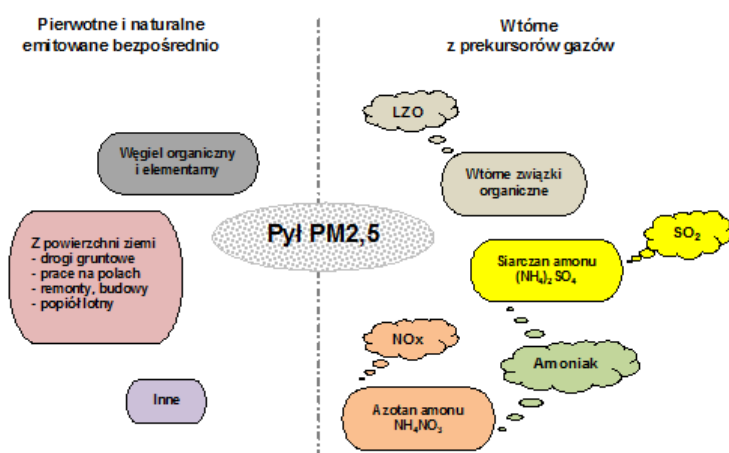 Pierwotne i naturalne
emitowane bezpośrednio
Wtórne
z prekursorów gazów
LZO
Węgiel organiczny
i elementarny
Wtórne związki
organiczne
Z powierzchni ziemi
- drogi gruntowe
- prace na polach
- remonty, budowy
- popiół lotny
Pył PM2,5
SO₂
Siarczan amonu
(NH₄)₂ SO₄
NOx
Amoniak
Inne
Azotan amonu
NH₄NO₃